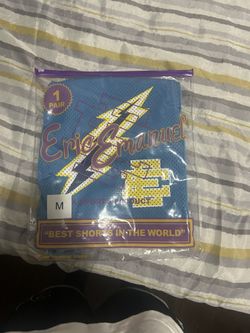 1
PAIR
Eric Emanuel
E
M
"BEST SHORTS IN THE WORLD"